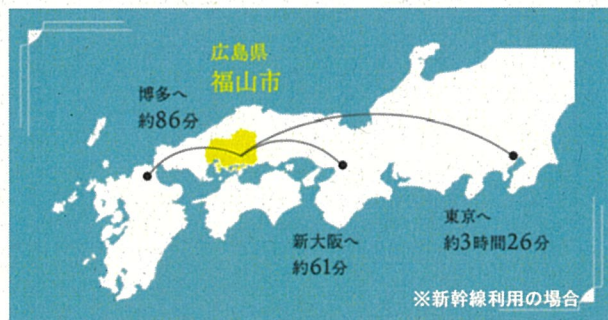 広島県
福山市
博多へ
約86分
新大阪へ
約61分
東京へ
約3時間26分
※新幹線利用の場合